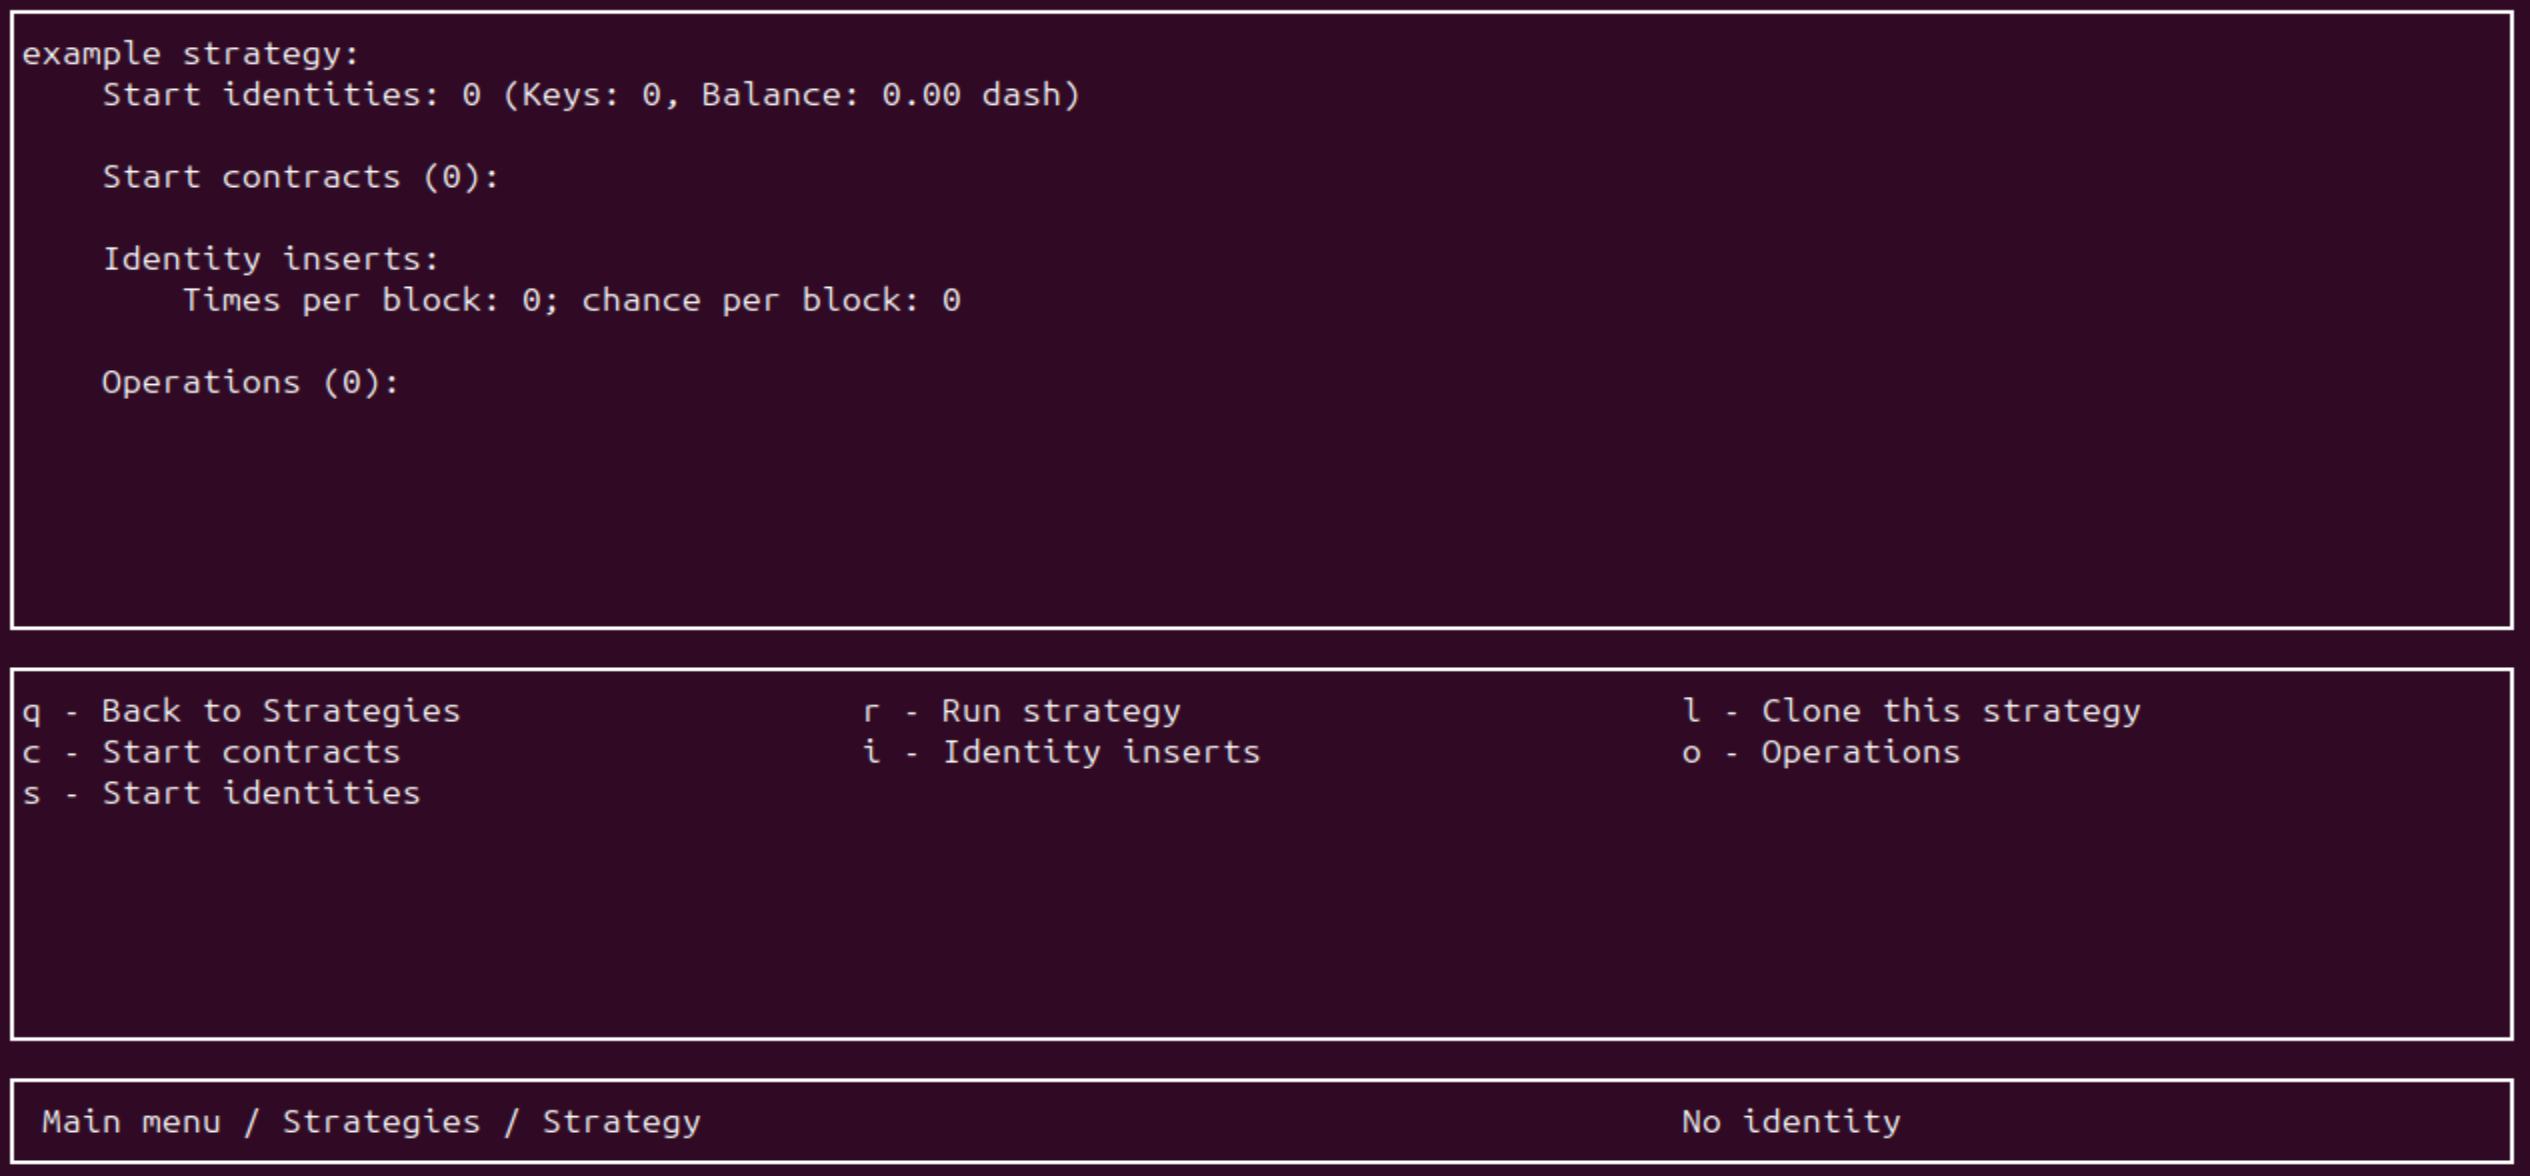 example strategy:
Start identities: 0 (Keys: 0, Balance: 0.00 dash)
Start contracts (0):
Identity inserts:
Times per block: 0; chance per block: 0
Operations (0):
q - Back to Strategies
r - Run strategy
l - Clone this strategy
c - Start contracts
i - Identity inserts
o - Operations
s - Start identities
Main menu / Strategies / Strategy
No identity